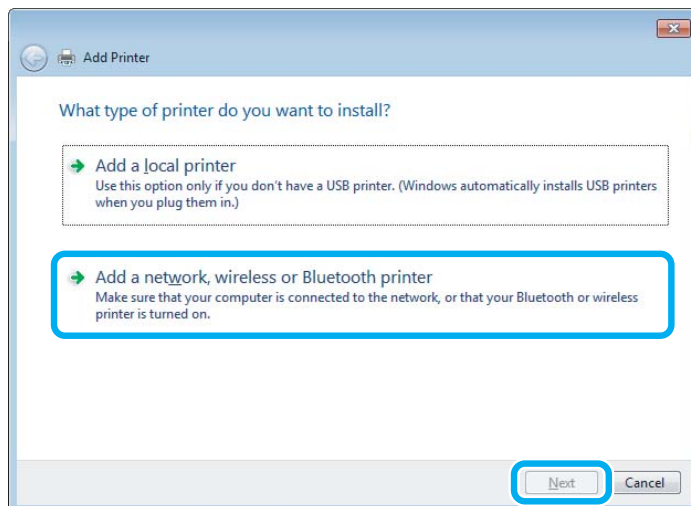 Add Printer
What type of printer do you want to install?
Add a local printer
Use this option only if you don't have a USB printer. (Windows automatically installs USB printers
when you plug them in.)
Add a network, wireless or Bluetooth printer
Make sure that your computer is connected to the network, or that your Bluetooth or wireless
printer is turned on.
Next
Cancel